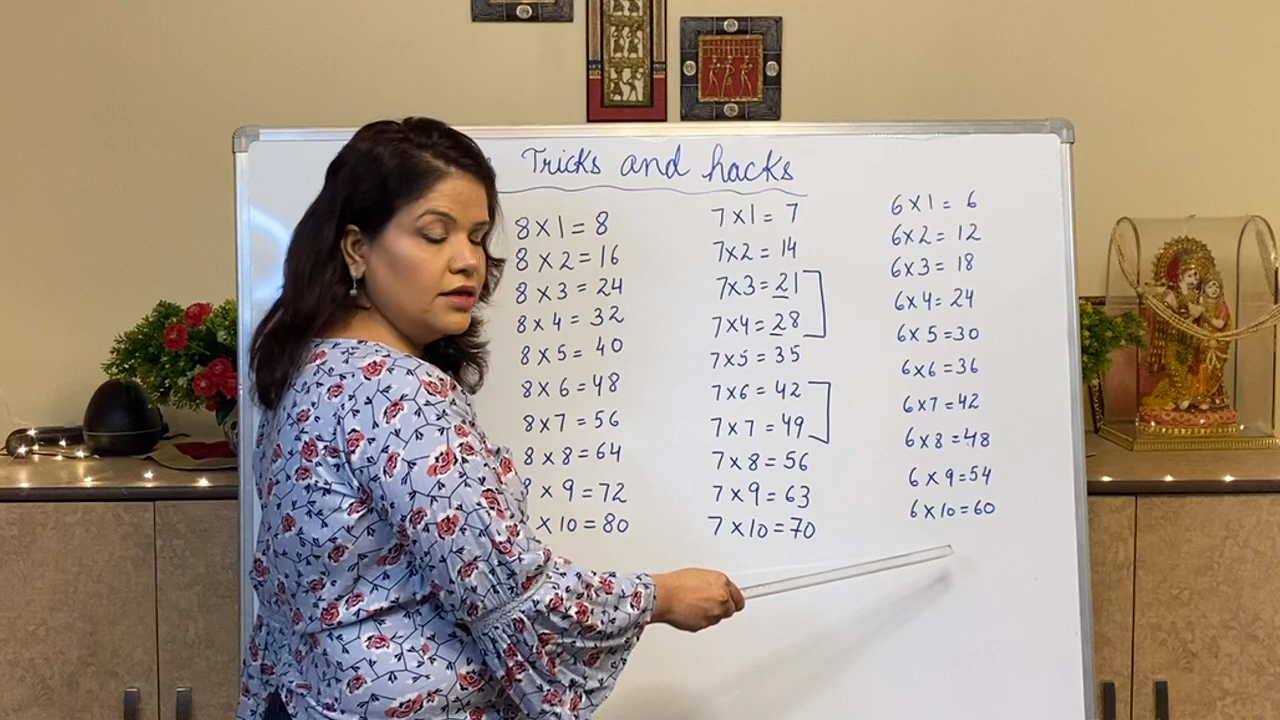 Tricks and hacks
8 X 1 = 8
8 X 2 = 16
8 X 3 = 24
8 X 4 = 32
8 X 5 = 40
8 X 6 = 48
8 X 7 = 56
8 X 8 = 64
8 X 9 = 72
X 10 = 80
7 X 1 = 7
7 X 2 = 14
7 X 3 = 21
7 X 4 = 28
7 X 5 = 35
7 X 6 = 42
7 X 7 = 49
7 X 8 = 56
7 X 9 = 63
7 X 10 = 70
6 X 1 = 6
6 X 2 = 12
6 X 3 = 18
6 X 4 = 24
6 X 5 = 30
6 X 6 = 36
6 X 7 = 42
6 X 8 = 48
6 X 9 = 54
6 X 10 = 60